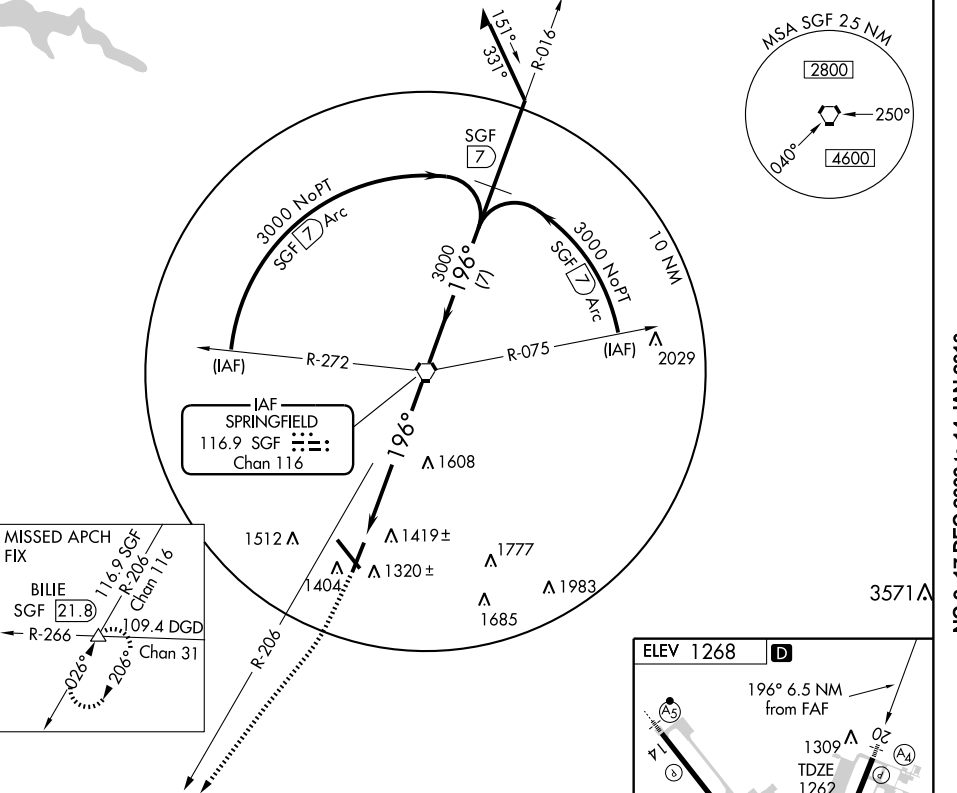 151°
331°
R-016
MSA SGF 25 NM
2800
250°
040°
4600
SGF
7
3000 NoPT
SGF 7 Arc
3000 NoPT
SGF 7 Arc
10 NM
3000
196°
(7)
(IAF)
R-272
R-075
(IAF)
2029
IAF
SPRINGFIELD
116.9 SGF
Chan 116
196°
1608
1512
1419±
1404
1320±
1777
1983
1685
3571
R-206
MISSED APCH
FIX
116.9 SGF
R-206
Chan 116
BILIE
SGF 21.8
R-266
109.4 DGD
Chan 31
026°
206°
ELEV 1268
D
196° 6.5 NM
from FAF
A5
14
P
1309
20
A4
TDZE
1262
P